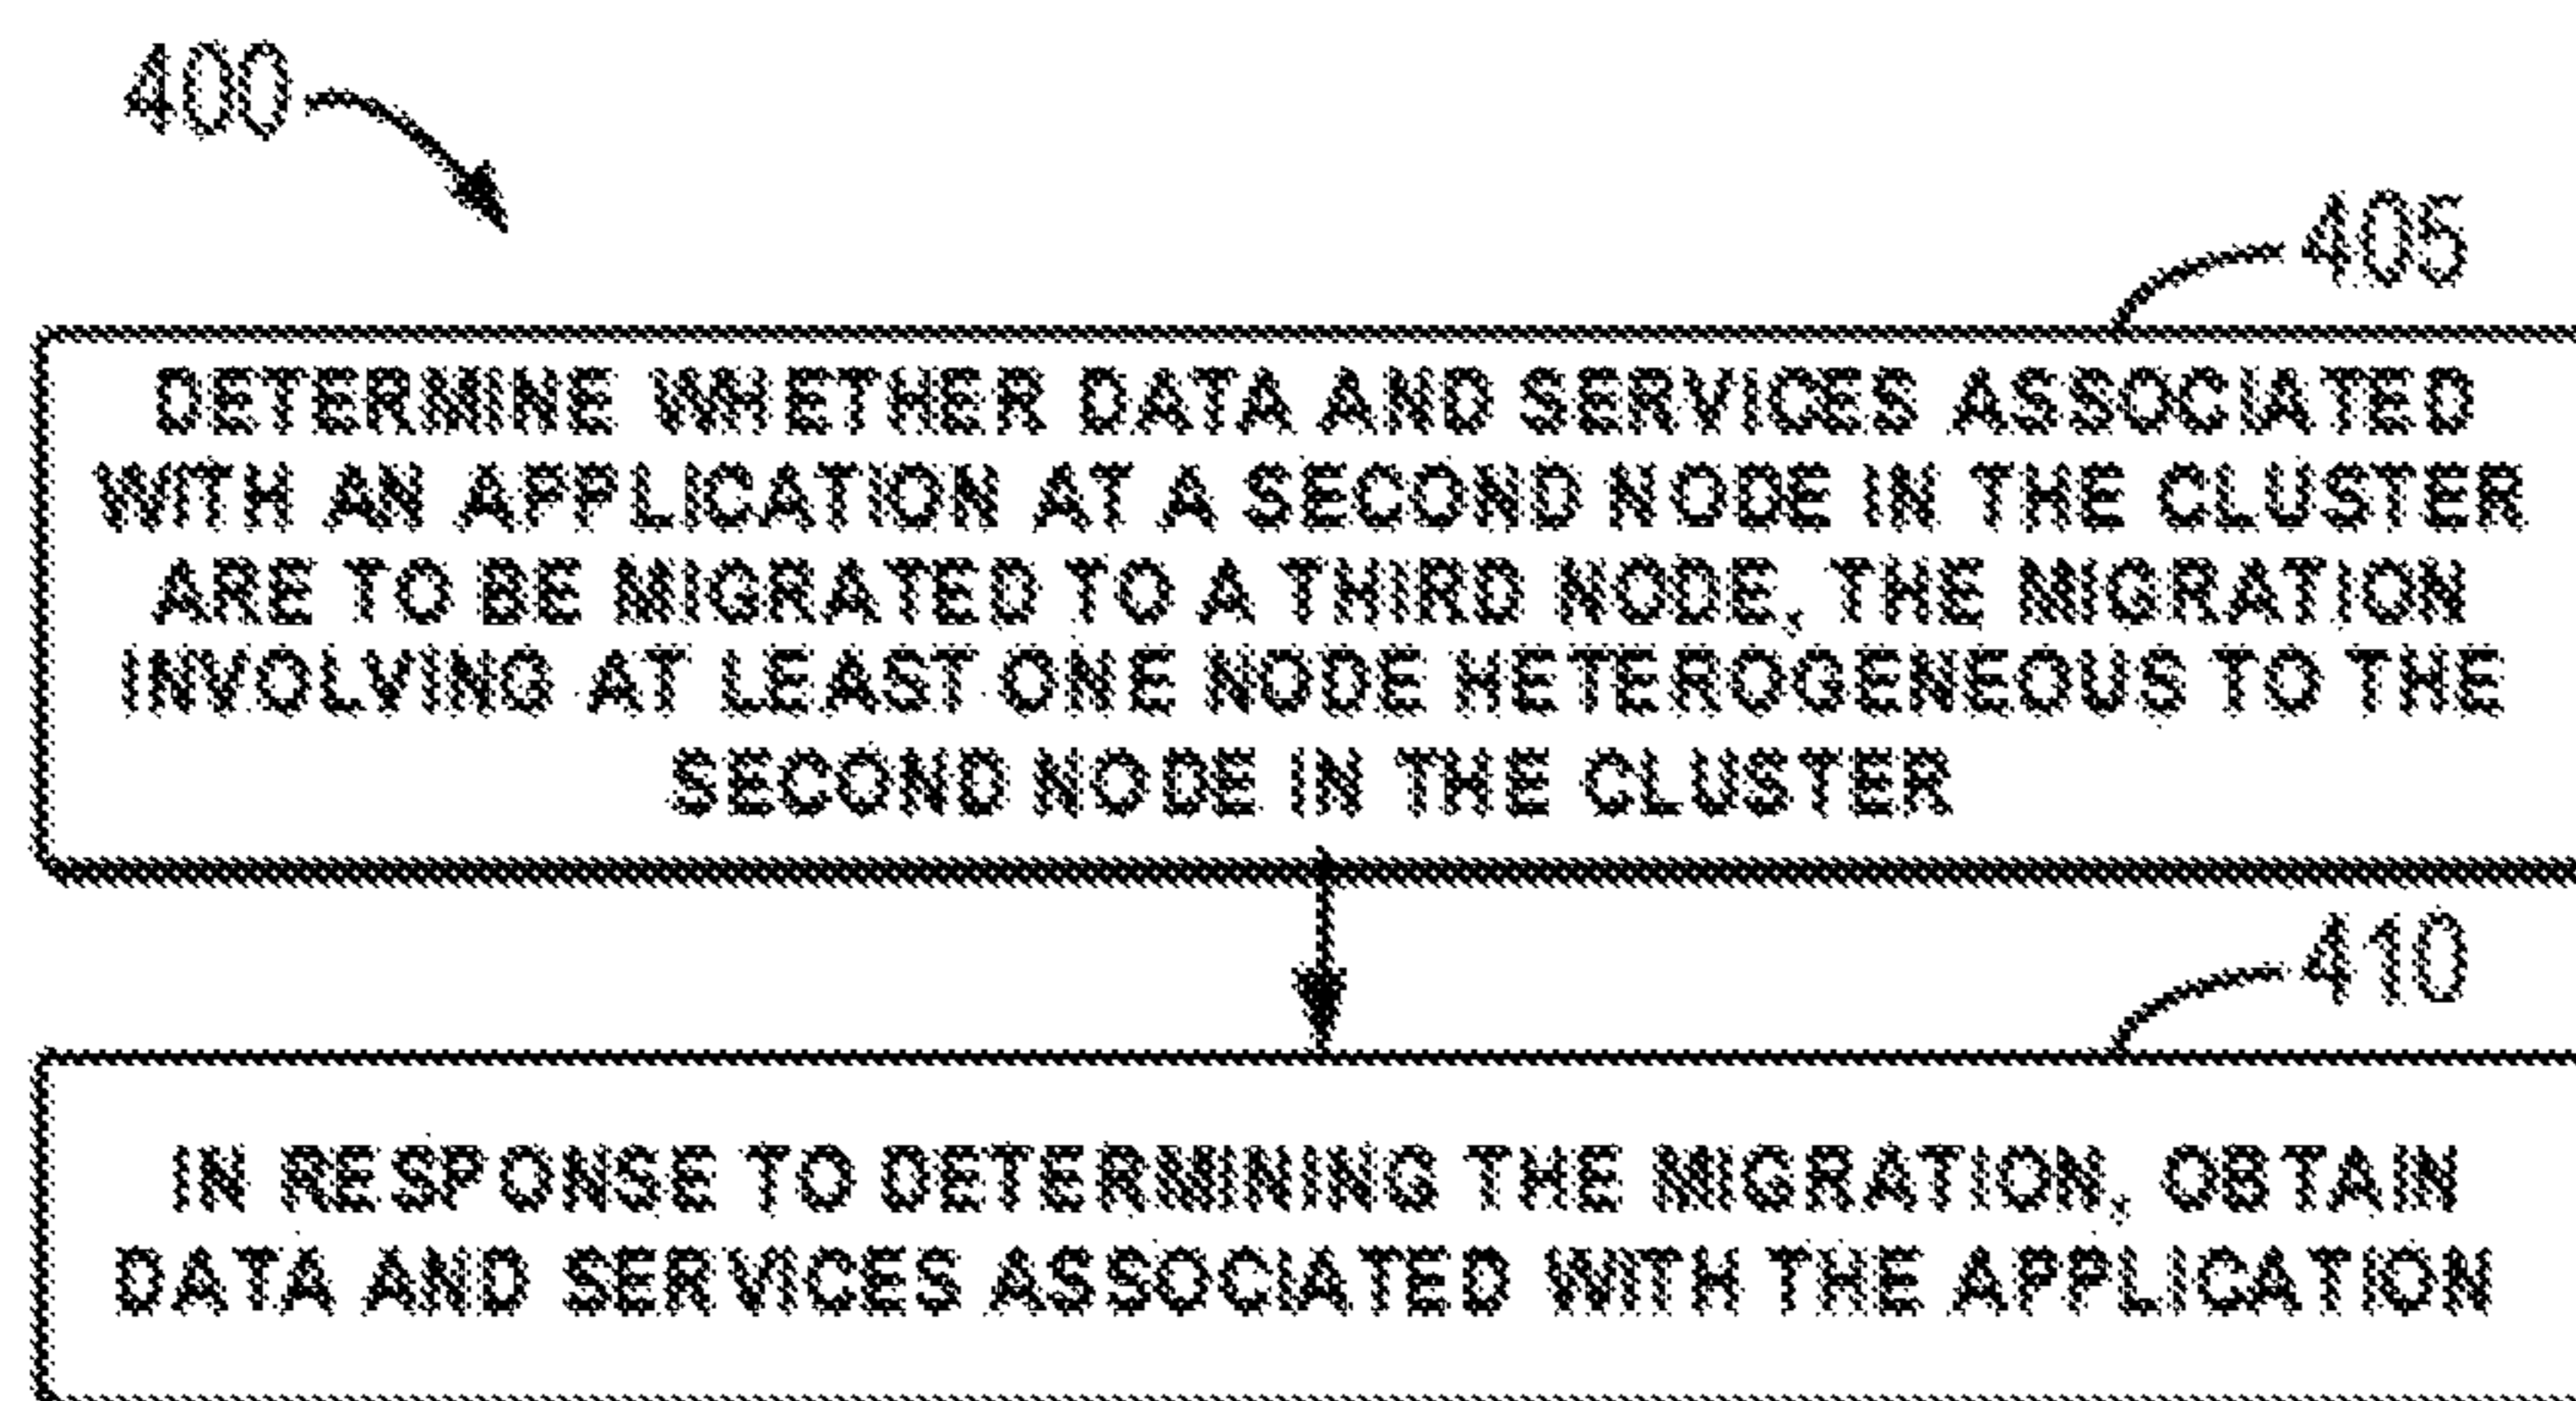 400
405
DETERMINE WHETHER DATA AND SERVICES ASSOCIATED
WITH AN APPLICATION AT A SECOND NODE IN THE CLUSTER
ARE TO BE MIGRATED TO A THIRD NODE, THE MIGRATION
INVOLVING AT LEAST ONE NODE HETEROGENEOUS TO THE
SECOND NODE IN THE CLUSTER
410
IN RESPONSE TO DETERMINING THE MIGRATION, OBTAIN
DATA AND SERVICES ASSOCIATED WITH THE APPLICATION